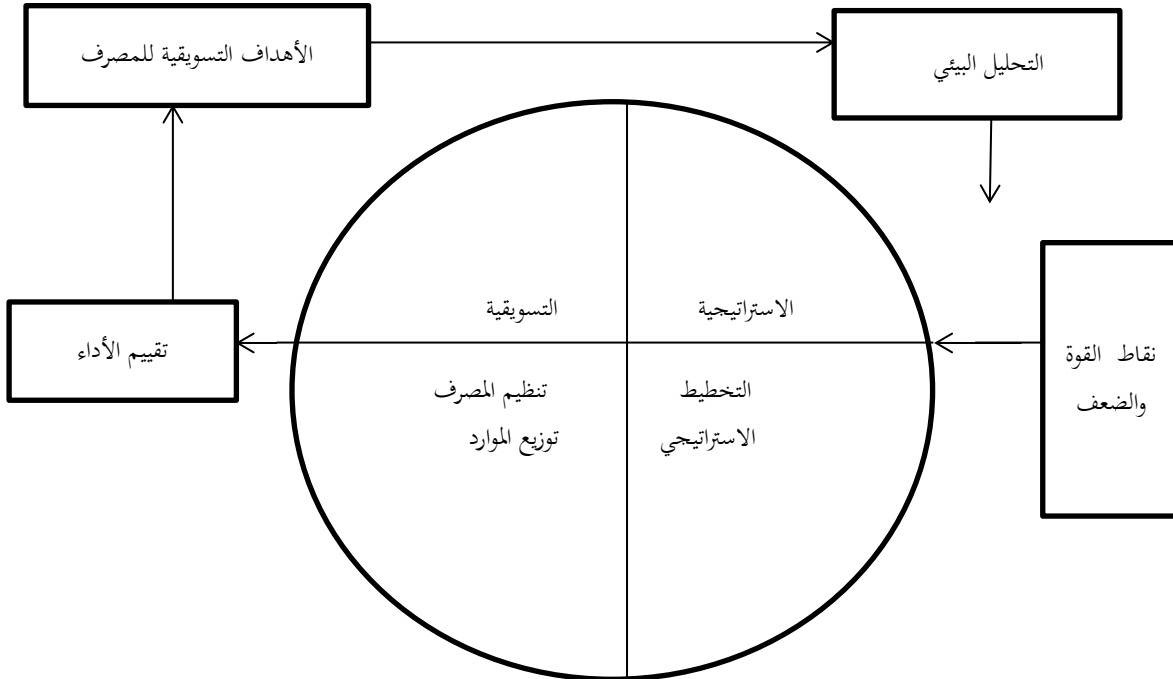 الأهداف التسويقية للمصرف
التحليل البيئي
الاستراتيجية
التسويقية
نقاط القوة
والضعف
تقييم الأداء
التخطيط
الاستراتيجي
تنظيم المصرف
توزيع الموارد